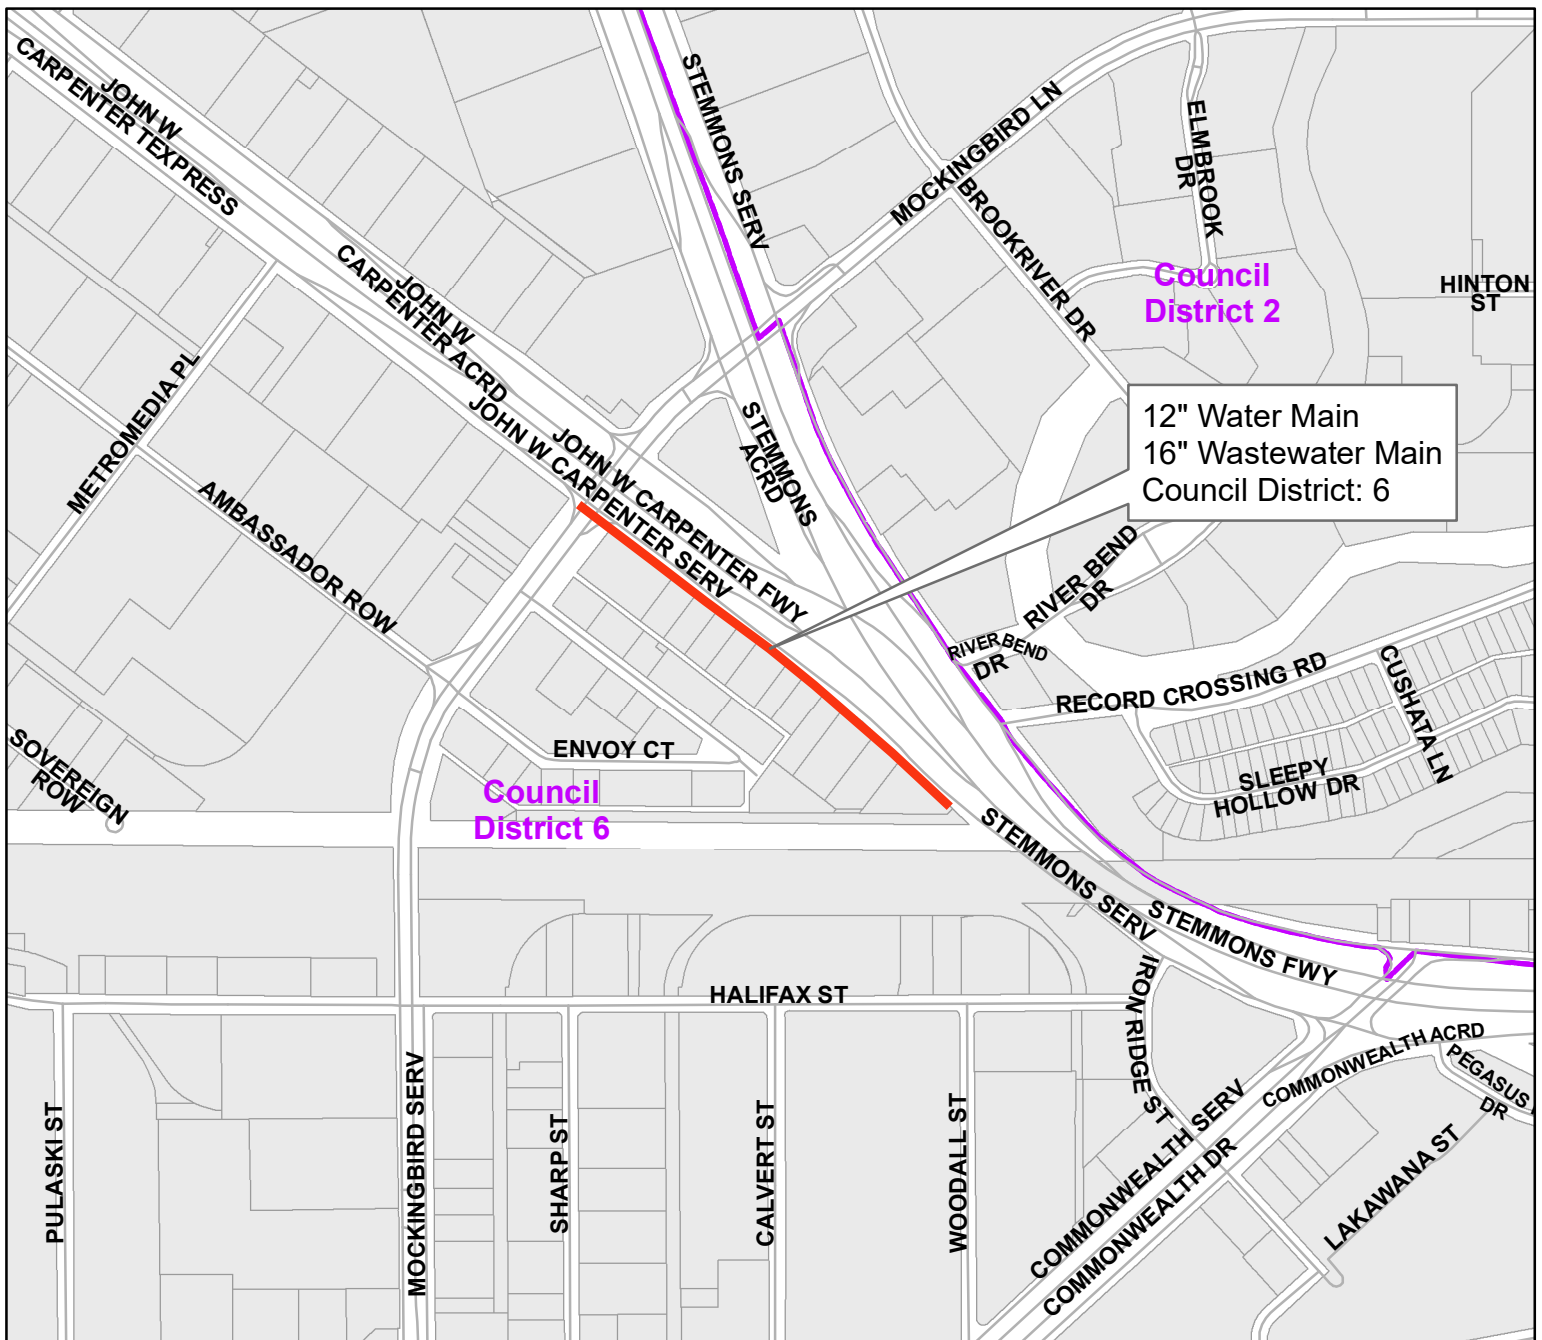 JOHN W
CARPENTER TEXPRESS
STEMMONS SERV
MOCKINGBIRD LN
ELMBROOK
DR
BROOKRIVER DR
Council
District 2
HINTON
ST
JOHN W
CARPENTER ACRD
METROMEDIA PL
JOHN W CARPENTER SERV
JOHN W CARPENTER FWY
STEMMONS
ACRD
12" Water Main
16" Wastewater Main
Council District: 6
AMBASSADOR ROW
RIVER BEND
DR
RIVER BEND
DR
RECORD CROSSING RD
CUSHATA LN
SLEEPY
HOLLOW DR
SOVEREIGN
ROW
ENVOY CT
Council
District 6
STEMMONS SERV
STEMMONS FWY
HALIFAX ST
IRON RIDGE ST
COMMONWEALTH ACRD
PEGASUS
DR
PULASKI ST
MOCKINGBIRD SERV
SHARP ST
CALVERT ST
WOODALL ST
COMMONWEALTH SERV
COMMONWEALTH DR
LAKAWANA ST